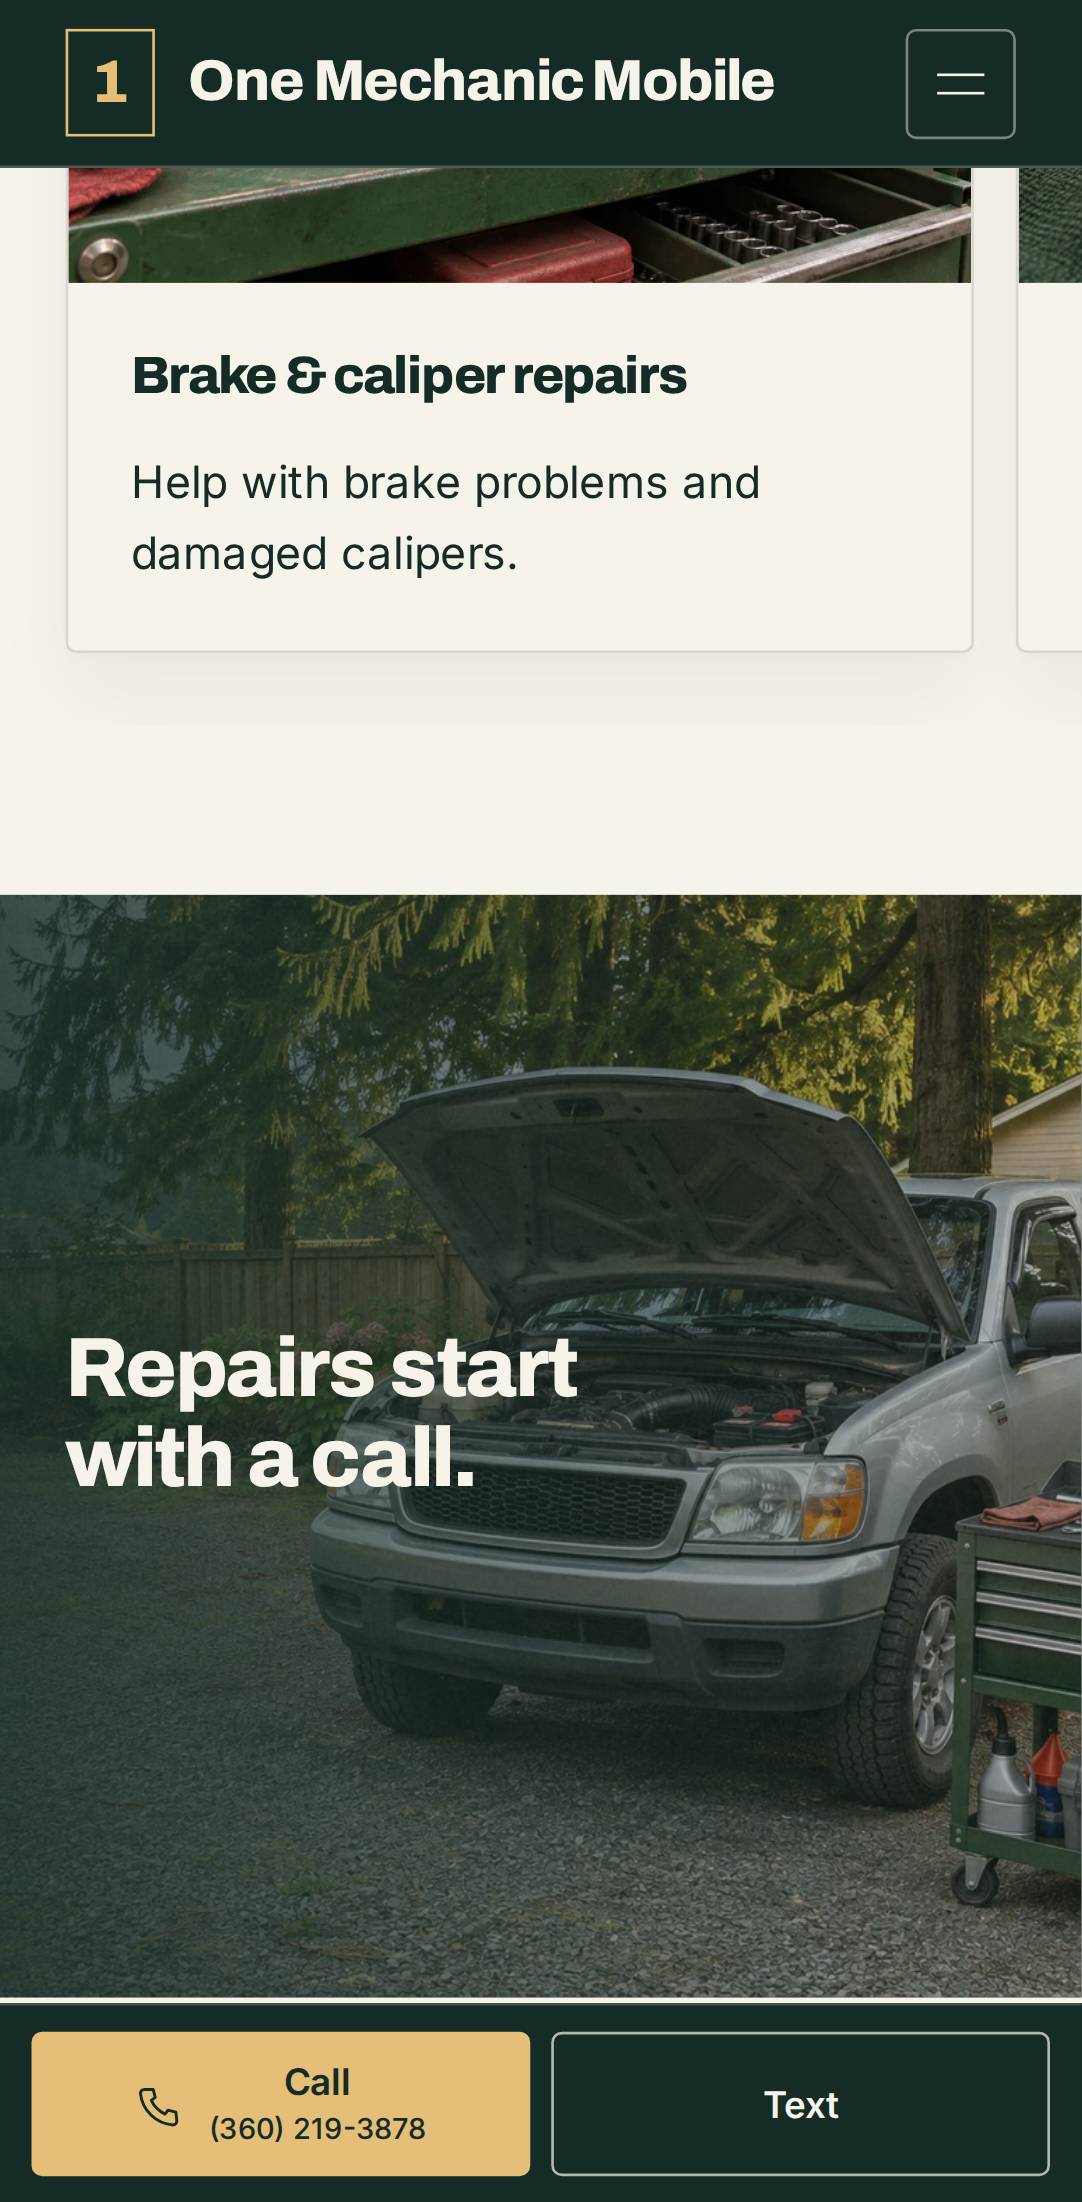 1
One Mechanic Mobile
Brake & caliper repairs
Help with brake problems and
damaged calipers.
Repairs start
with a call.
Call
(360) 219-3878
Text